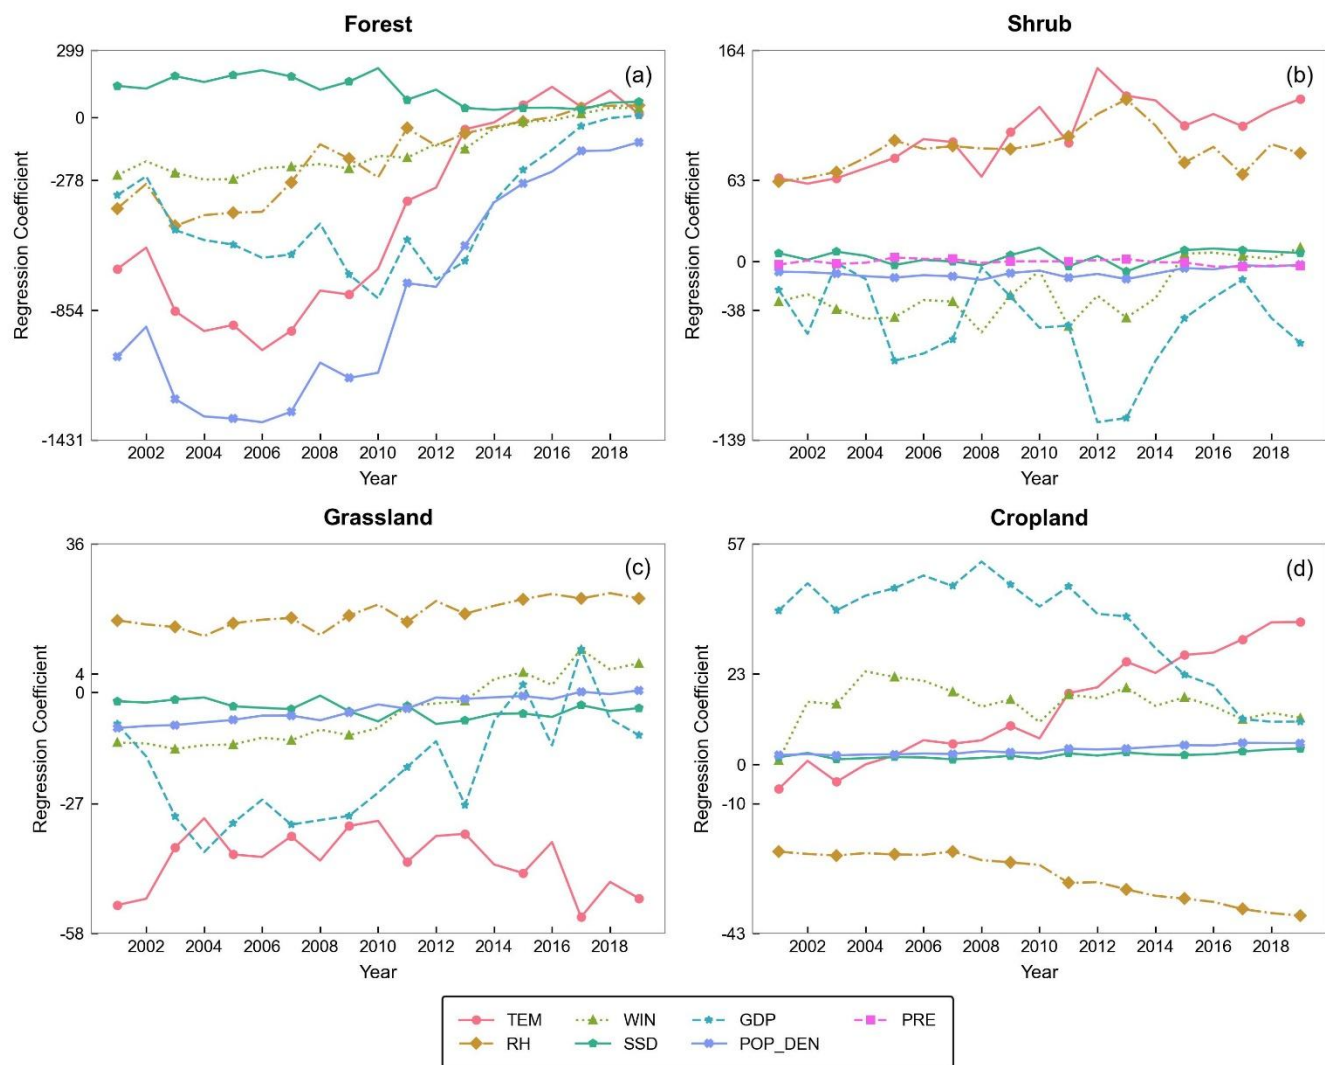 Forest
(a)
299
0
-278
-854
-1431
Regression Coefficient
2002 2004 2006 2008 2010 2012 2014 2016 2018
Year
Shrub
(b)
164
63
0
-38
-139
Regression Coefficient
2002 2004 2006 2008 2010 2012 2014 2016 2018
Year
Grassland
(c)
36
4
0
-27
-58
Regression Coefficient
2002 2004 2006 2008 2010 2012 2014 2016 2018
Year
Cropland
(d)
57
23
0
-10
-43
Regression Coefficient
2002 2004 2006 2008 2010 2012 2014 2016 2018
Year
TEM WIN GDP PRE
RH SSD POP_DEN